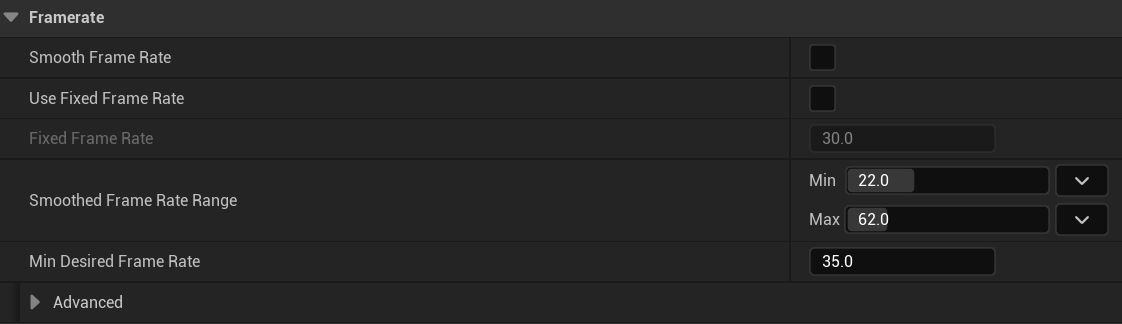 Framerate
Smooth Frame Rate
Use Fixed Frame Rate
Fixed Frame Rate 30.0
Smoothed Frame Rate Range
Min 22.0
Max 62.0
Min Desired Frame Rate 35.0
Advanced